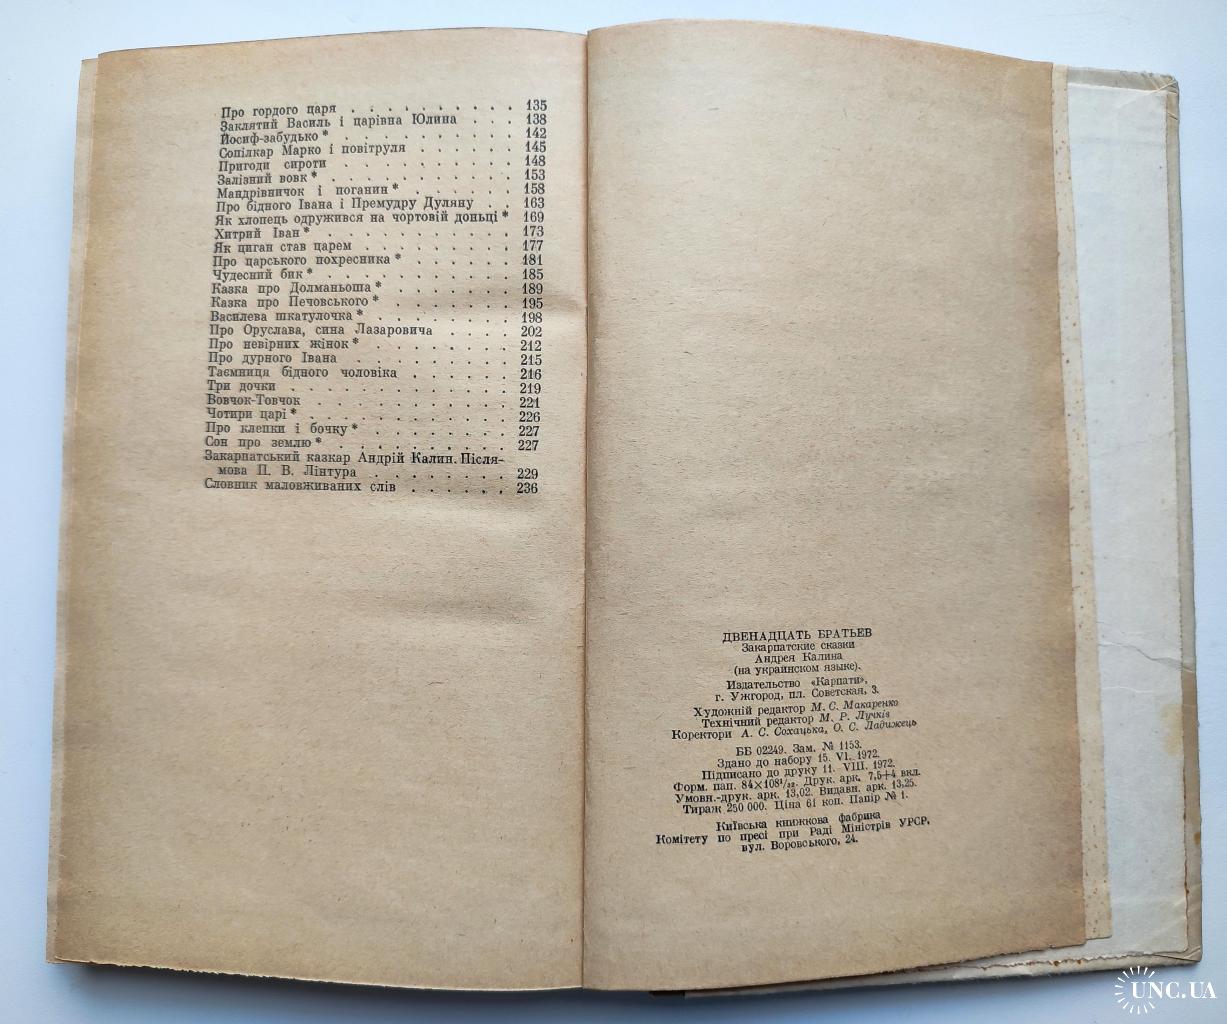 Про гордого царя . . . . . . . . . . 135
Заклятий Василь і царівна Юлина . . . 138
Йосиф-забудько * . . . . . . . . . . 142
Сопілкар Марко і повітруля . . . . . . 145
Пригоди сироти . . . . . . . . . . 148
Залізний вовк * . . . . . . . . . . 153
Мандрівничок і поганин * . . . . . . 158
Про бідного Івана і Премудру Дуляну . . 163
Як хлопець одружився на чортовій доньці * 169
Хитрий Іван * . . . . . . . . . . 173
Як циган став царем . . . . . . . . 177
Про царського похресника * . . . . . . 181
Чудесний бик * . . . . . . . . . . 185
Казка про Долманьоша * . . . . . . . 189
Казка про Печовського * . . . . . . . 195
Василева шкатулочка * . . . . . . . . 198
Про Оруслава, сина Лазаровича . . . . 202
Про невірних жінок * . . . . . . . . 212
Про дурного Івана . . . . . . . . . 215
Таємниця бідного чоловіка . . . . . . 216
Три дочки . . . . . . . . . . . . 219
Вовчок-Товчок . . . . . . . . . . . 221
Чотири царі * . . . . . . . . . . . 226
Про клепки і бочку * . . . . . . . . 227
Сон про землю * . . . . . . . . . . 227
Закарпатський казкар Андрій Калин. Після-
мова П. В. Лінтура . . . . . . . . 229
Словник маловживаних слів . . . . . . 236
ДВЕНАДЦАТЬ БРАТЬЕВ
Закарпатские сказки
Андрея Калина
(на украинском языке).
Издательство «Карпати»,
г. Ужгород, пл. Советская, 3.
Художній редактор М. С. Макаренко
Технічний редактор М. Р. Лучків
Коректори А. С. Сохацька, О. С. Ладижець
ББ 02249. Зам. № 1153.
Здано до набору 15. VI. 1972.
Підписано до друку 11. VIII. 1972.
Форм. пап. 84×108¹/₃₂. Друк. арк. 7,5+4 вкл.
Умовн.-друк. арк. 13,02. Видавн. арк. 13,25.
Тираж 250 000. Ціна 61 коп. Папір № 1.
Київська книжкова фабрика
Комітету по пресі при Раді Міністрів УРСР,
вул. Воровського, 24.
UNC.UA